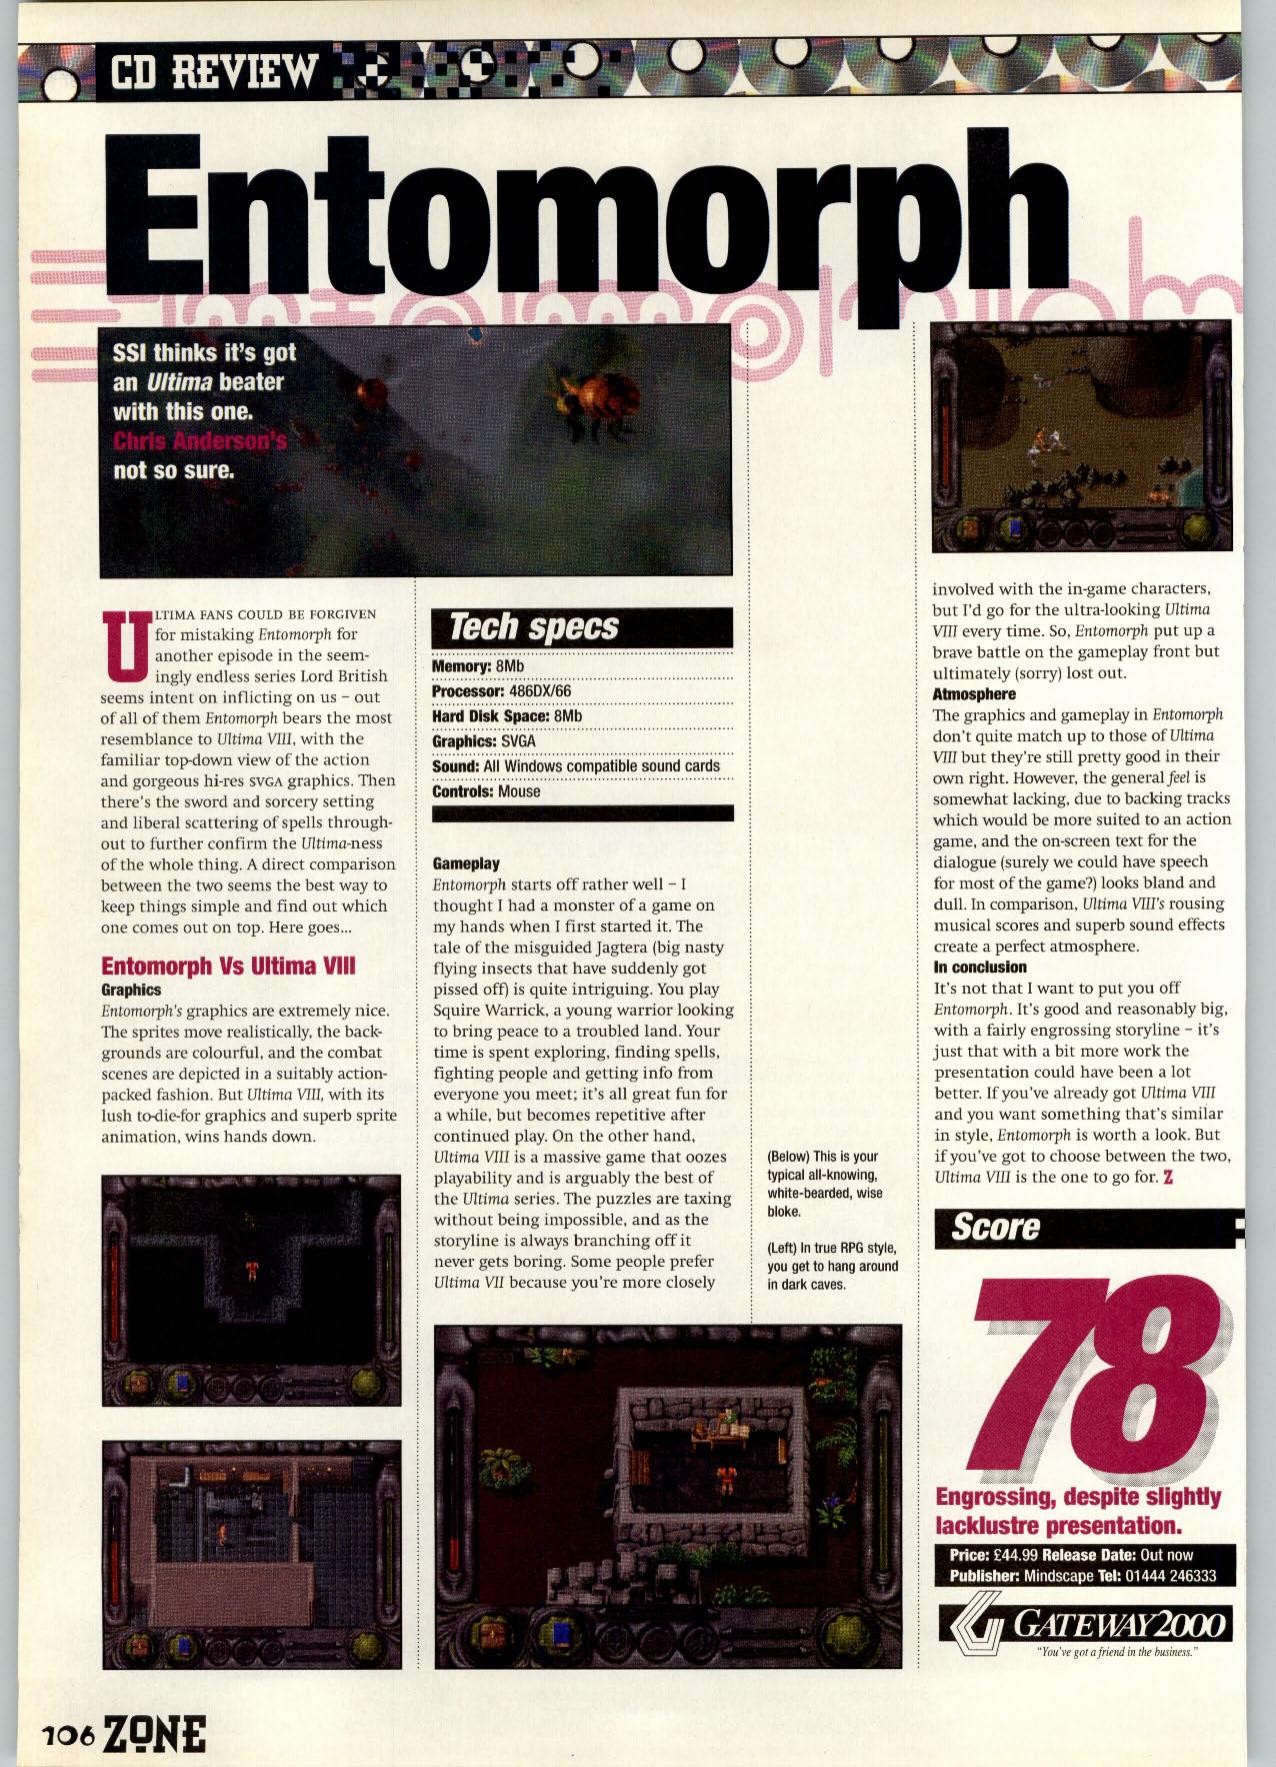 CD REVIEW
Entomorph
SSI thinks it's got
an Ultima beater
with this one.
Chris Anderson's
not so sure.
ULTIMA FANS COULD BE FORGIVEN
for mistaking Entomorph for
another episode in the seem-
ingly endless series Lord British
seems intent on inflicting on us – out
of all of them Entomorph bears the most
resemblance to Ultima VIII, with the
familiar top-down view of the action
and gorgeous hi-res SVGA graphics. Then
there's the sword and sorcery setting
and liberal scattering of spells through-
out to further confirm the Ultima-ness
of the whole thing. A direct comparison
between the two seems the best way to
keep things simple and find out which
one comes out on top. Here goes...
Entomorph Vs Ultima VIII
Graphics
Entomorph's graphics are extremely nice.
The sprites move realistically, the back-
grounds are colourful, and the combat
scenes are depicted in a suitably action-
packed fashion. But Ultima VIII, with its
lush to-die-for graphics and superb sprite
animation, wins hands down.
Tech specs
Memory: 8Mb
Processor: 486DX/66
Hard Disk Space: 8Mb
Graphics: SVGA
Sound: All Windows compatible sound cards
Controls: Mouse
Gameplay
Entomorph starts off rather well – I
thought I had a monster of a game on
my hands when I first started it. The
tale of the misguided Jagtera (big nasty
flying insects that have suddenly got
pissed off) is quite intriguing. You play
Squire Warrick, a young warrior looking
to bring peace to a troubled land. Your
time is spent exploring, finding spells,
fighting people and getting info from
everyone you meet; it's all great fun for
a while, but becomes repetitive after
continued play. On the other hand,
Ultima VIII is a massive game that oozes
playability and is arguably the best of
the Ultima series. The puzzles are taxing
without being impossible, and as the
storyline is always branching off it
never gets boring. Some people prefer
Ultima VII because you're more closely
(Below) This is your
typical all-knowing,
white-bearded, wise
bloke.
(Left) In true RPG style,
you get to hang around
in dark caves.
involved with the in-game characters,
but I'd go for the ultra-looking Ultima
VIII every time. So, Entomorph put up a
brave battle on the gameplay front but
ultimately (sorry) lost out.
Atmosphere
The graphics and gameplay in Entomorph
don't quite match up to those of Ultima
VIII but they're still pretty good in their
own right. However, the general feel is
somewhat lacking, due to backing tracks
which would be more suited to an action
game, and the on-screen text for the
dialogue (surely we could have speech
for most of the game?) looks bland and
dull. In comparison, Ultima VIII's rousing
musical scores and superb sound effects
create a perfect atmosphere.
In conclusion
It's not that I want to put you off
Entomorph. It's good and reasonably big,
with a fairly engrossing storyline – it's
just that with a bit more work the
presentation could have been a lot
better. If you've already got Ultima VIII
and you want something that's similar
in style, Entomorph is worth a look. But
if you've got to choose between the two,
Ultima VIII is the one to go for. Z
Score
78
Engrossing, despite slightly
lacklustre presentation.
Price: £44.99 Release Date: Out now
Publisher: Mindscape Tel: 01444 246333
GATEWAY2000
"You've got a friend in the business."
106 ZONE